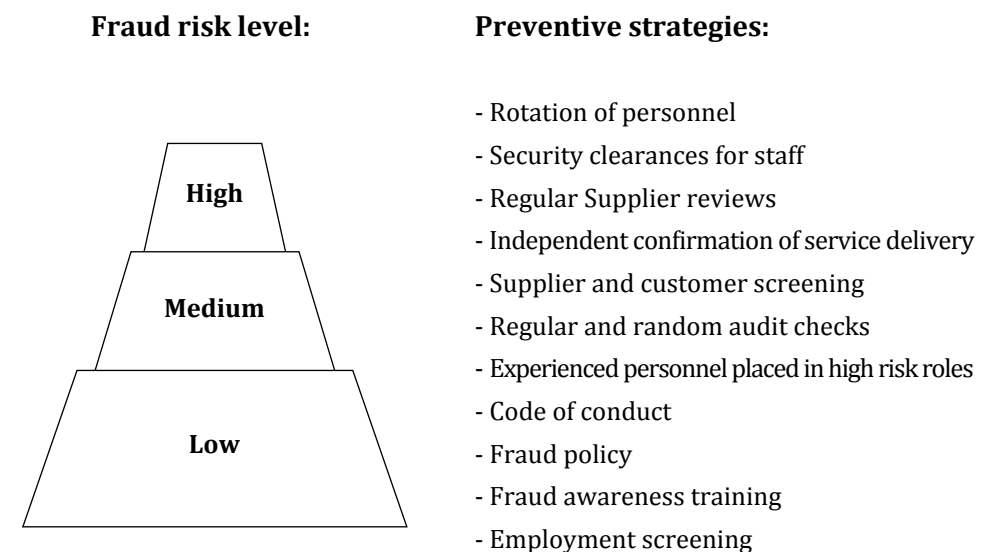 Fraud risk level:
Preventive strategies:
High
Medium
Low
- Rotation of personnel
- Security clearances for staff
- Regular Supplier reviews
- Independent confirmation of service delivery
- Supplier and customer screening
- Regular and random audit checks
- Experienced personnel placed in high risk roles
- Code of conduct
- Fraud policy
- Fraud awareness training
- Employment screening